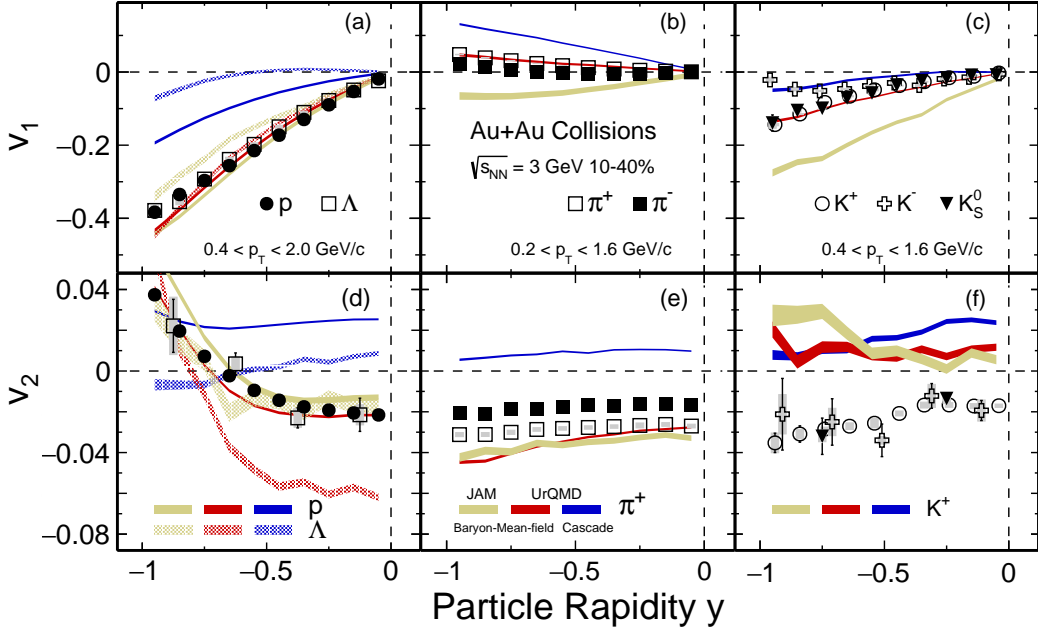 (a)
(b)
(c)
v1
0
−0.2
−0.4
Au+Au Collisions
√sNN = 3 GeV 10-40%
p Λ
π+ π-
K+ K- K0S
0.4 < pT < 2.0 GeV/c
0.2 < pT < 1.6 GeV/c
0.4 < pT < 1.6 GeV/c
(d)
(e)
(f)
v2
0.04
0
−0.04
−0.08
p
Λ
JAM UrQMD
π+
Baryon-Mean-field Cascade
K+
−1 −0.5 0
−1 −0.5 0
−1 −0.5 0
Particle Rapidity y